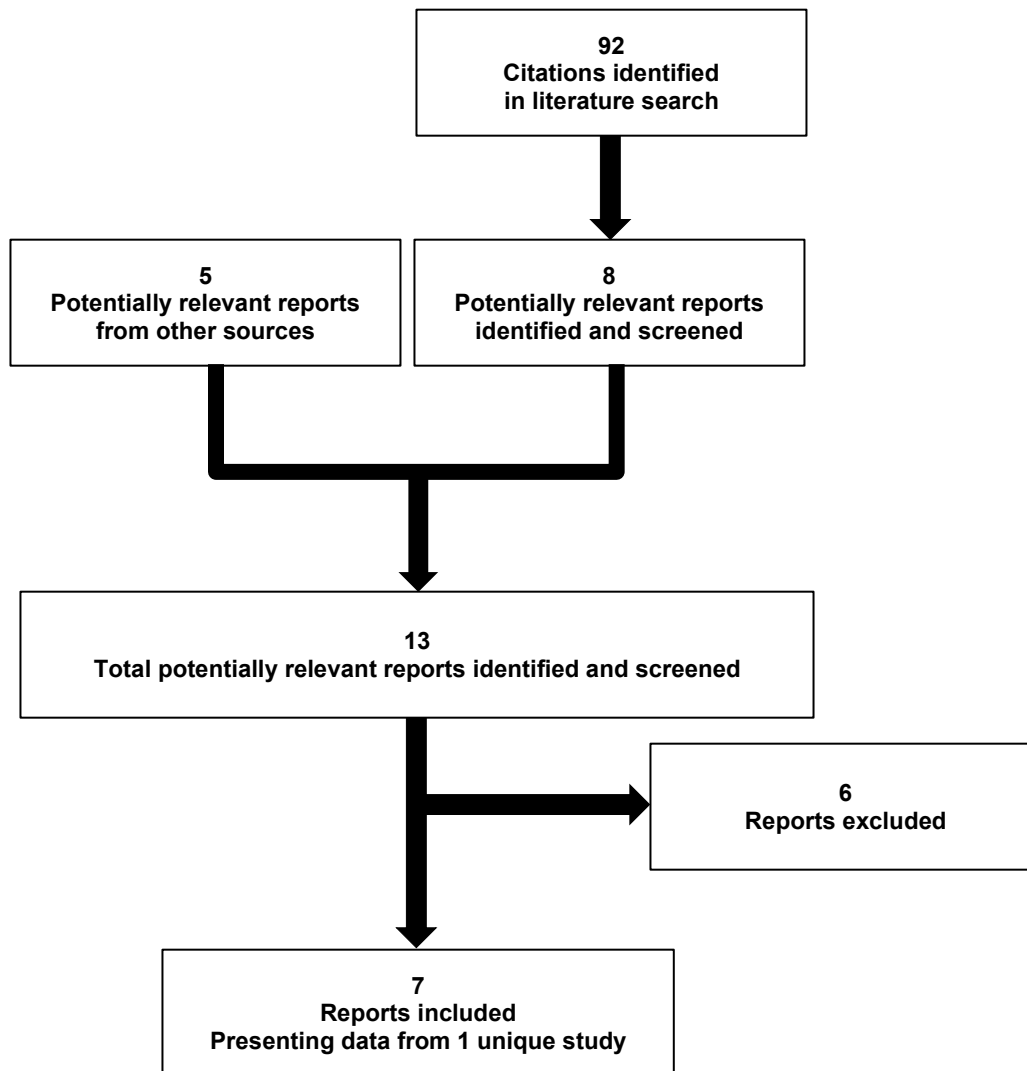 92
Citations identified
in literature search
5
Potentially relevant reports
from other sources
8
Potentially relevant reports
identified and screened
13
Total potentially relevant reports identified and screened
6
Reports excluded
7
Reports included
Presenting data from 1 unique study